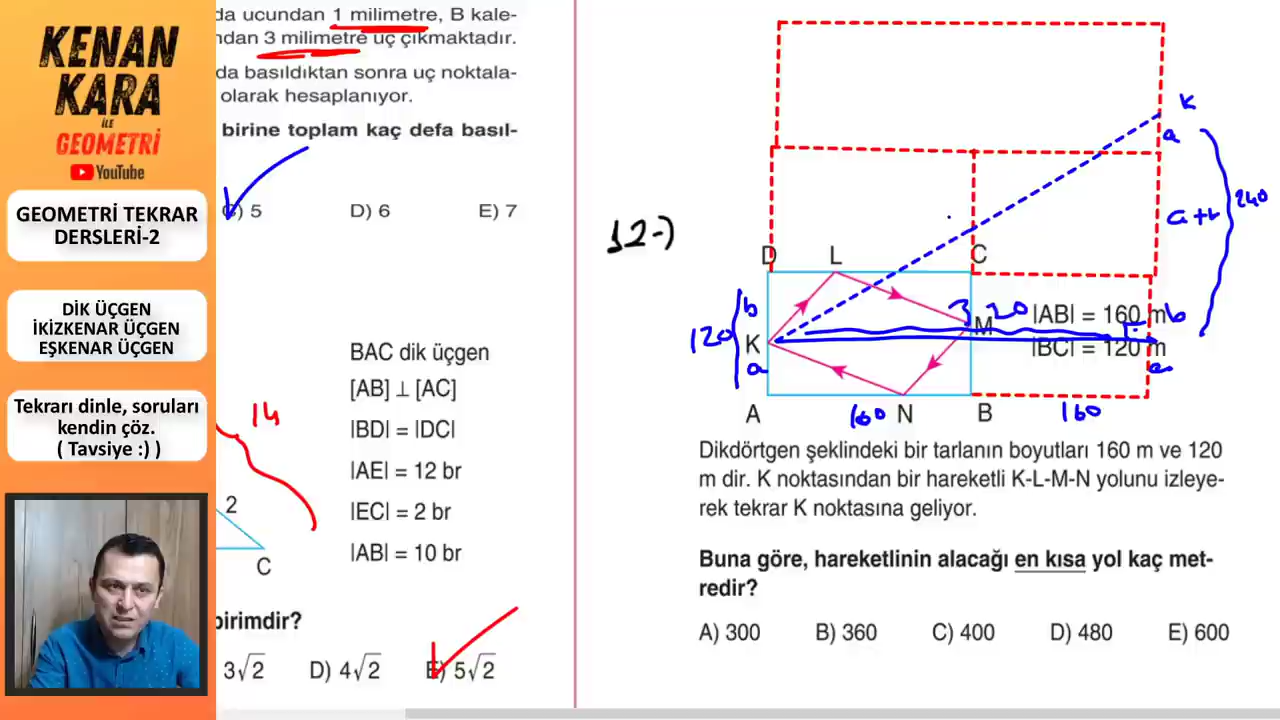 KENAN
KARA
İLE
GEOMETRİ
YouTube
GEOMETRİ TEKRAR
DERSLERİ-2
DİK ÜÇGEN
İKİZKENAR ÜÇGEN
EŞKENAR ÜÇGEN
Tekrarı dinle, soruları
kendin çöz.
( Tavsiye :) )
da ucundan 1 milimetre, B kale-
ndan 3 milimetre uç çıkmaktadır.
da basıldıktan sonra uç noktala-
olarak hesaplanıyor.
birine toplam kaç defa basıl-
5
D) 6
E) 7
14
2
C
BAC dik üçgen
[AB] ⊥ [AC]
|BD| = |DC|
|AE| = 12 br
|EC| = 2 br
|AB| = 10 br
birimdir?
3√2
D) 4√2
E) 5√2
12-)
K
a
a+b
240
D
L
C
b
120
K
a
320
M
|AB| = 160 m
b
|BC| = 120 m
a
A
160
N
B
160
Dikdörtgen şeklindeki bir tarlanın boyutları 160 m ve 120
m dir. K noktasından bir hareketli K-L-M-N yolunu izleye-
rek tekrar K noktasına geliyor.
Buna göre, hareketlinin alacağı en kısa yol kaç met-
redir?
A) 300
B) 360
C) 400
D) 480
E) 600